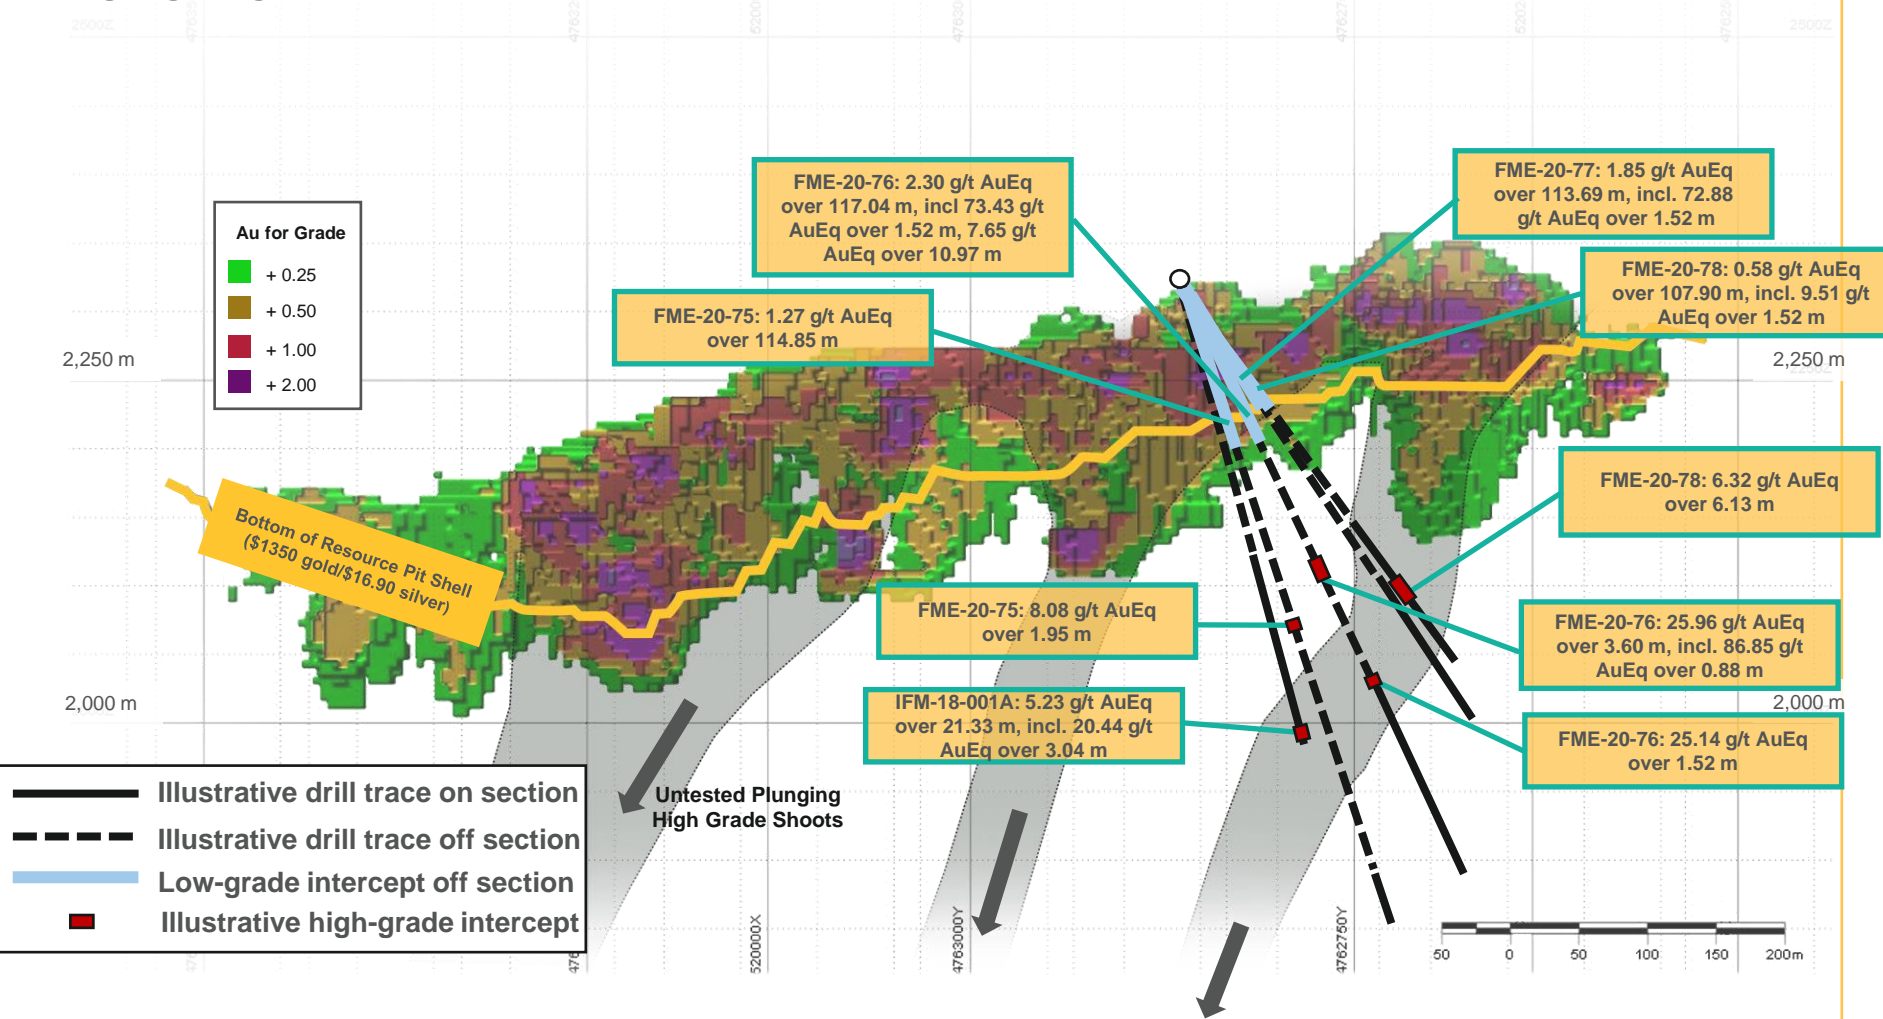 2500Z
2500Z
Au for Grade
+ 0.25
+ 0.50
+ 1.00
+ 2.00
FME-20-76: 2.30 g/t AuEq
over 117.04 m, incl 73.43 g/t
AuEq over 1.52 m, 7.65 g/t
AuEq over 10.97 m
FME-20-77: 1.85 g/t AuEq
over 113.69 m, incl. 72.88
g/t AuEq over 1.52 m
FME-20-78: 0.58 g/t AuEq
over 107.90 m, incl. 9.51 g/t
AuEq over 1.52 m
FME-20-75: 1.27 g/t AuEq
over 114.85 m
2,250 m
2,250 m
FME-20-78: 6.32 g/t AuEq
over 6.13 m
Bottom of Resource Pit Shell
($1350 gold/$16.90 silver)
FME-20-75: 8.08 g/t AuEq
over 1.95 m
FME-20-76: 25.96 g/t AuEq
over 3.60 m, incl. 86.85 g/t
AuEq over 0.88 m
2,000 m
2,000 m
IFM-18-001A: 5.23 g/t AuEq
over 21.33 m, incl. 20.44 g/t
AuEq over 3.04 m
FME-20-76: 25.14 g/t AuEq
over 1.52 m
Untested Plunging
High Grade Shoots
Illustrative drill trace on section
Illustrative drill trace off section
Low-grade intercept off section
Illustrative high-grade intercept
520000X
4763000Y
4762750Y
50 0 50 100 150 200m